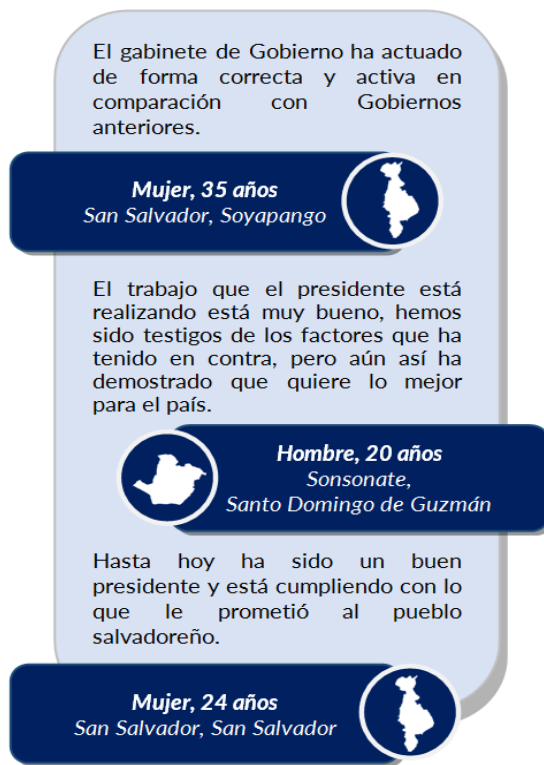 El gabinete de Gobierno ha actuado
de forma correcta y activa en
comparación con Gobiernos
anteriores.
Mujer, 35 años
San Salvador, Soyapango
El trabajo que el presidente está
realizando está muy bueno, hemos
sido testigos de los factores que ha
tenido en contra, pero aún así ha
demostrado que quiere lo mejor
para el país.
Hombre, 20 años
Sonsonate,
Santo Domingo de Guzmán
Hasta hoy ha sido un buen
presidente y está cumpliendo con lo
que le prometió al pueblo
salvadoreño.
Mujer, 24 años
San Salvador, San Salvador